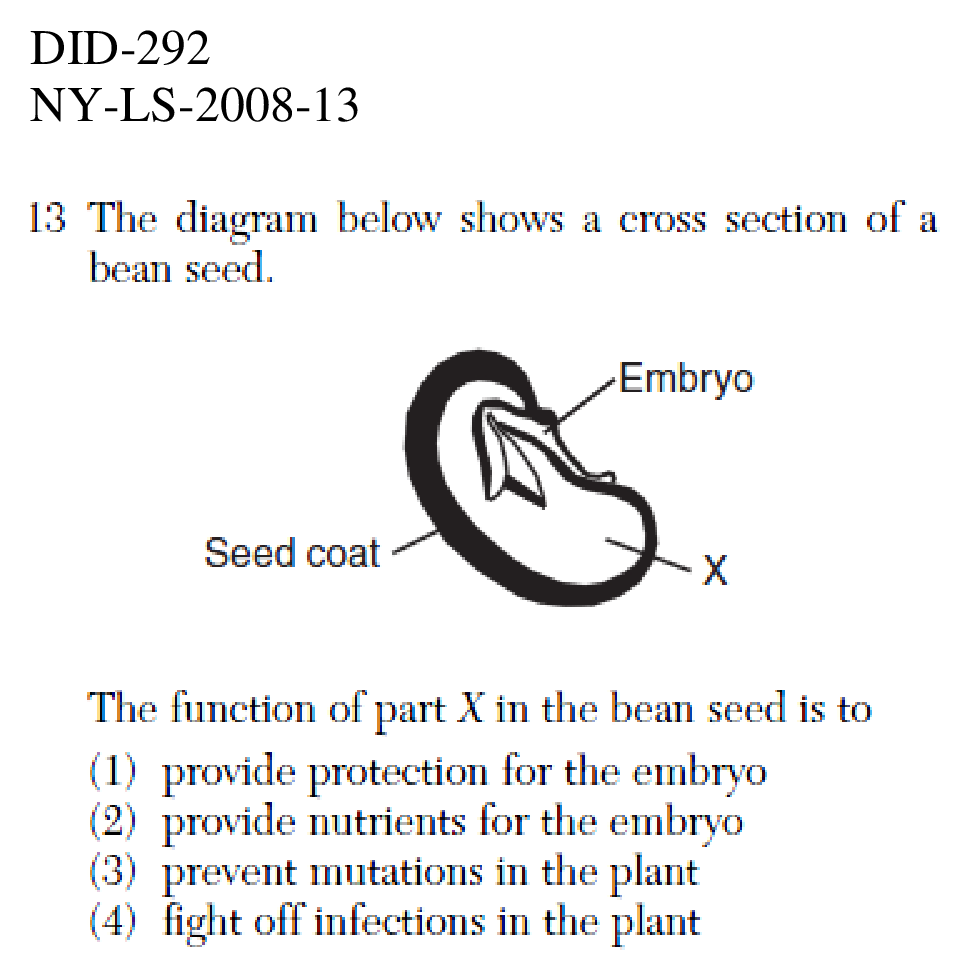 DID-292
NY-LS-2008-13
13 The diagram below shows a cross section of a
bean seed.
Embryo
Seed coat
X
The function of part X in the bean seed is to
(1) provide protection for the embryo
(2) provide nutrients for the embryo
(3) prevent mutations in the plant
(4) fight off infections in the plant